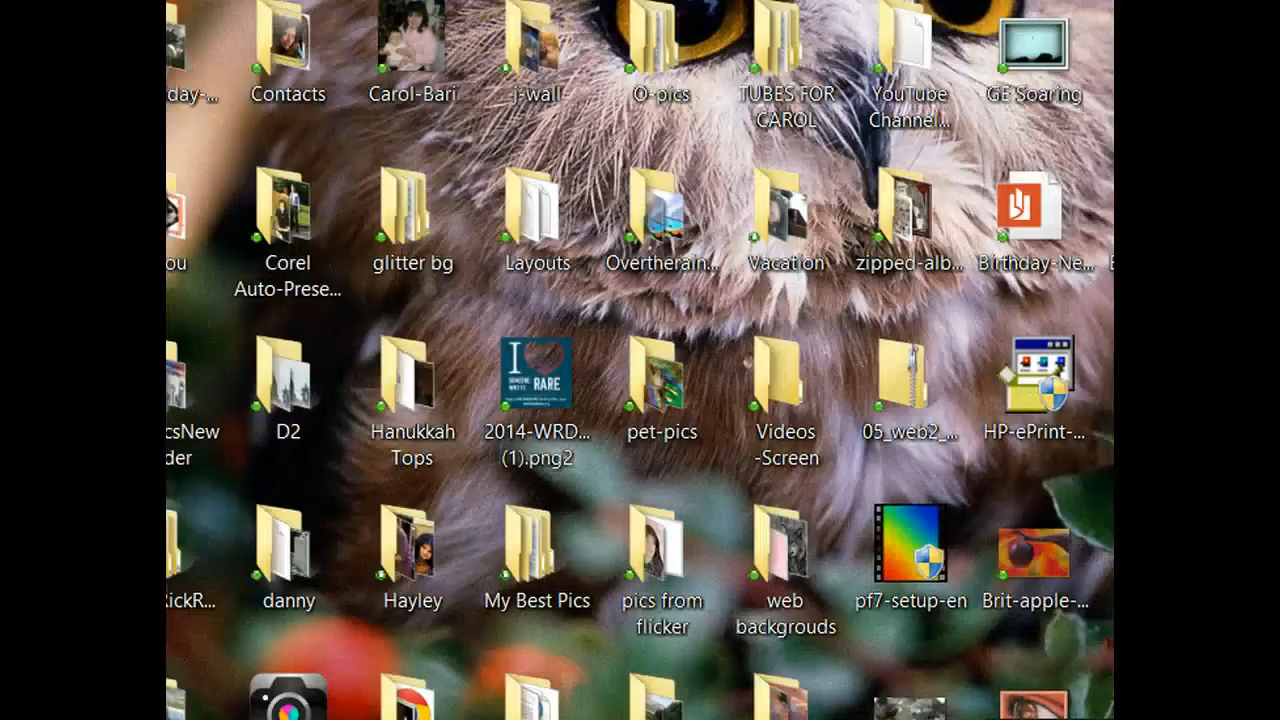 day-...
Contacts
Carol-Bari
j-wall
O-pics
TUBES FOR
CAROL
YouTube
Channel...
GE Soaring
ou
Corel
Auto-Prese...
glitter bg
Layouts
Overtherain...
Vacation
zipped-alb...
Birthday-Ne...
csNew
der
D2
Hanukkah
Tops
I
RARE
2014-WRD...
(1).png2
pet-pics
Videos
-Screen
05_web2_...
HP-ePrint-...
ickR...
danny
Hayley
My Best Pics
pics from
flicker
web
backgrouds
pf7-setup-en
Brit-apple-...